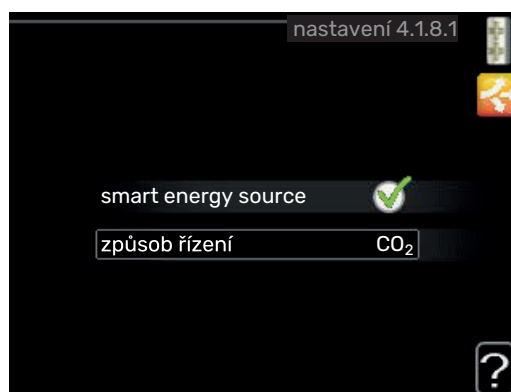 nastavení 4.1.8.1
smart energy source
způsob řízení CO₂
?